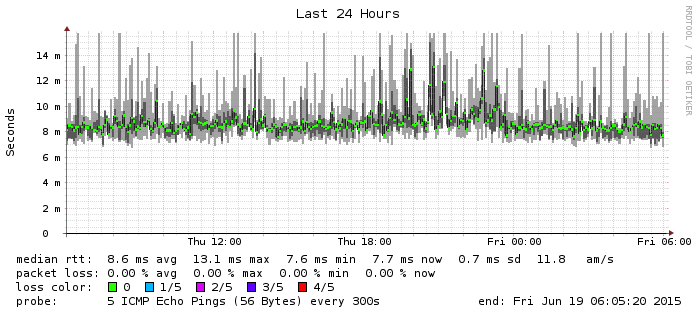 Last 24 Hours
RRDTOOL / TOBI OETIKER
Seconds
14 m
12 m
10 m
8 m
6 m
4 m
2 m
0
Thu 12:00 Thu 18:00 Fri 00:00 Fri 06:00
median rtt: 8.6 ms avg 13.1 ms max 7.6 ms min 7.7 ms now 0.7 ms sd 11.8 am/s
packet loss: 0.00 % avg 0.00 % max 0.00 % min 0.00 % now
loss color: 0 1/5 2/5 3/5 4/5
probe: 5 ICMP Echo Pings (56 Bytes) every 300s end: Fri Jun 19 06:05:20 2015